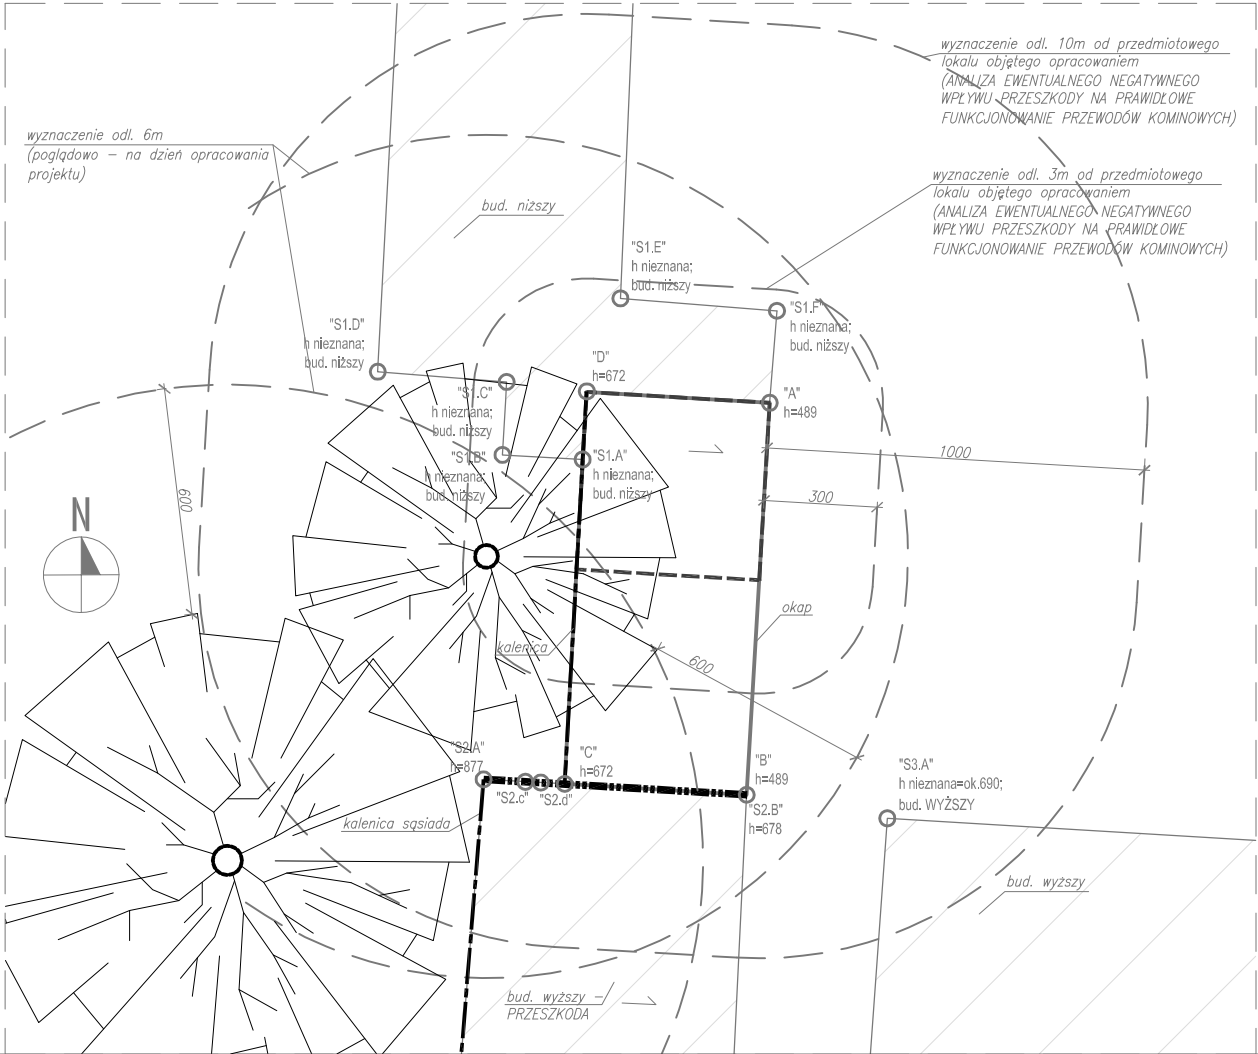 wyznaczenie odl. 10m od przedmiotowego
lokalu objętego opracowaniem
(ANALIZA EWENTUALNEGO NEGATYWNEGO
WPŁYWU PRZESZKODY NA PRAWIDŁOWE
FUNKCJONOWANIE PRZEWODÓW KOMINOWYCH)
wyznaczenie odl. 6m
(poglądowo – na dzień opracowania
projektu)
wyznaczenie odl. 3m od przedmiotowego
lokalu objętego opracowaniem
(ANALIZA EWENTUALNEGO NEGATYWNEGO
WPŁYWU PRZESZKODY NA PRAWIDŁOWE
FUNKCJONOWANIE PRZEWODÓW KOMINOWYCH)
bud. niższy
"S1.E"
h nieznana;
bud. niższy
"S1.F"
h nieznana;
bud. niższy
"S1.D"
h nieznana;
bud. niższy
"D"
h=672
"A"
h=489
"S1.C"
h nieznana;
bud. niższy
"S1.B"
h nieznana;
bud. niższy
"S1.A"
h nieznana;
bud. niższy
1000
300
600
N
okap
kalenica
600
"S2.A"
h=877
"C"
h=672
"B"
h=489
"S2.c"
"S2.d"
"S2.B"
h=678
"S3.A"
h nieznana=ok.690;
bud. WYŻSZY
kalenica sąsiada
bud. wyższy
bud. wyższy –
PRZESZKODA